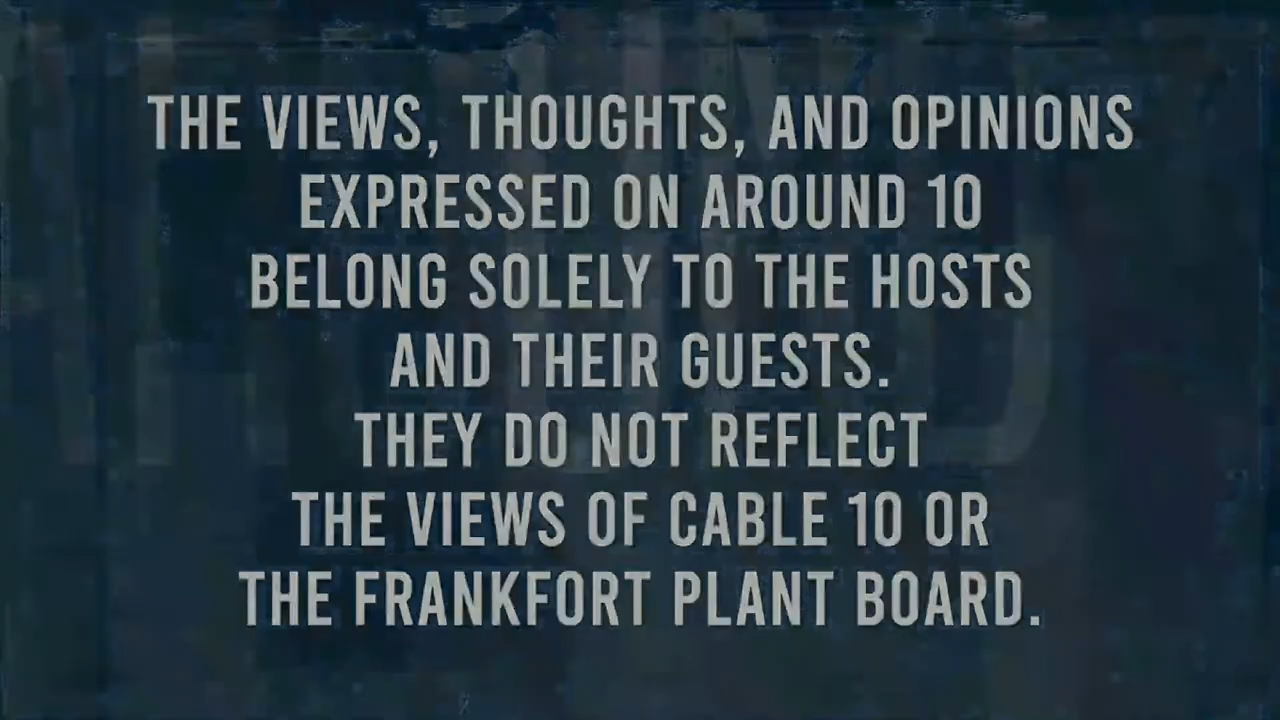 THE VIEWS, THOUGHTS, AND OPINIONS
EXPRESSED ON AROUND 10
BELONG SOLELY TO THE HOSTS
AND THEIR GUESTS.
THEY DO NOT REFLECT
THE VIEWS OF CABLE 10 OR
THE FRANKFORT PLANT BOARD.